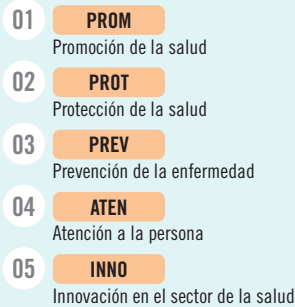 01 PROM
Promoción de la salud
02 PROT
Protección de la salud
03 PREV
Prevención de la enfermedad
04 ATEN
Atención a la persona
05 INNO
Innovación en el sector de la salud